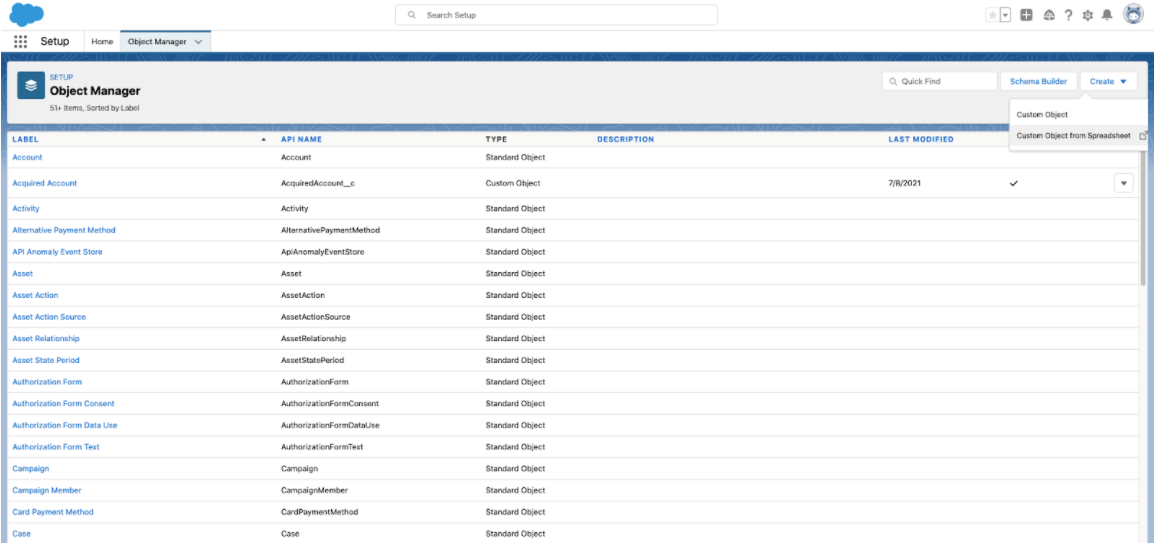 Search Setup
Setup Home Object Manager
SETUP
Object Manager
51+ Items, Sorted by Label
Quick Find Schema Builder Create
Custom Object
Custom Object from Spreadsheet
LABEL API NAME TYPE DESCRIPTION LAST MODIFIED
Account Account Standard Object
Acquired Account AcquiredAccount__c Custom Object 7/8/2021
Activity Activity Standard Object
Alternative Payment Method AlternativePaymentMethod Standard Object
API Anomaly Event Store ApiAnomalyEventStore Standard Object
Asset Asset Standard Object
Asset Action AssetAction Standard Object
Asset Action Source AssetActionSource Standard Object
Asset Relationship AssetRelationship Standard Object
Asset State Period AssetStatePeriod Standard Object
Authorization Form AuthorizationForm Standard Object
Authorization Form Consent AuthorizationFormConsent Standard Object
Authorization Form Data Use AuthorizationFormDataUse Standard Object
Authorization Form Text AuthorizationFormText Standard Object
Campaign Campaign Standard Object
Campaign Member CampaignMember Standard Object
Card Payment Method CardPaymentMethod Standard Object
Case Case Standard Object